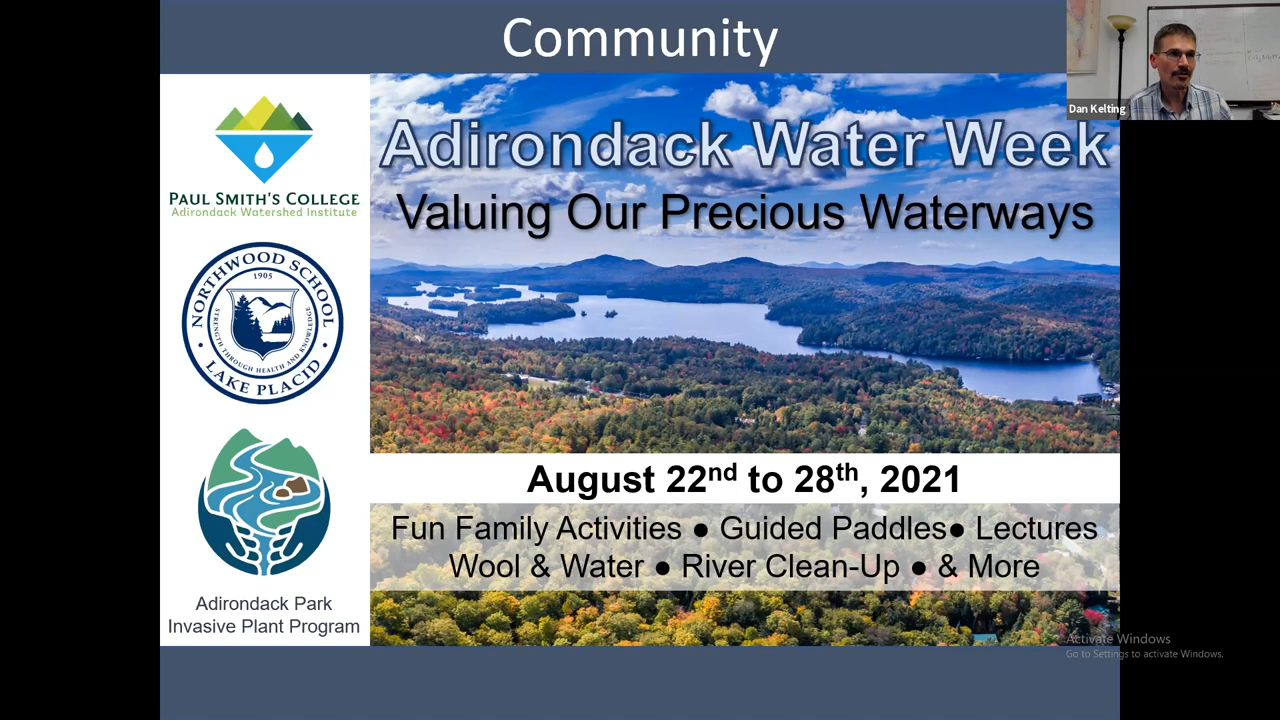 Community
Dan Kelting
PAUL SMITH'S COLLEGE
Adirondack Watershed Institute
NORTHWOOD SCHOOL
1905
STRENGTH THROUGH HEALTH AND KNOWLEDGE
LAKE PLACID
Adirondack Park
Invasive Plant Program
Adirondack Water Week
Valuing Our Precious Waterways
August 22nd to 28th, 2021
Fun Family Activities ● Guided Paddles● Lectures
Wool & Water ● River Clean-Up ● & More
Activate Windows
Go to Settings to activate Windows.